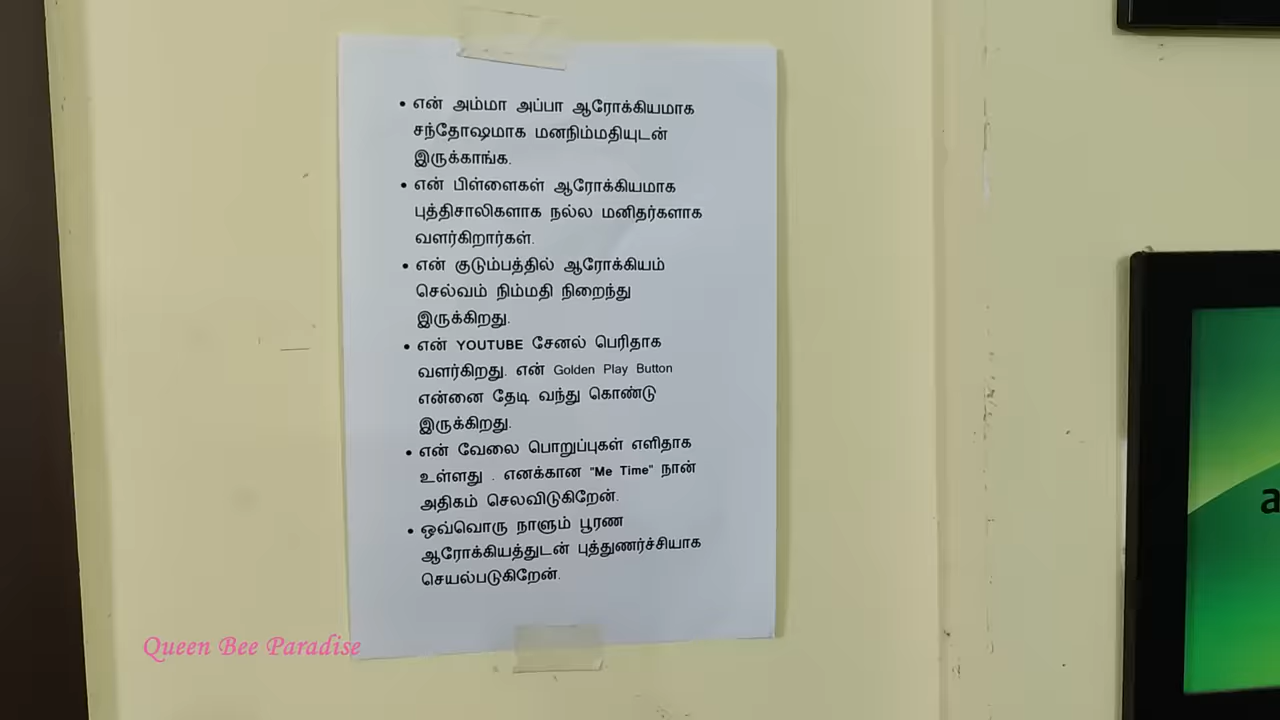 • என் அம்மா அப்பா ஆரோக்கியமாக
சந்தோஷமாக மனநிம்மதியுடன்
இருக்காங்க.
• என் பிள்ளைகள் ஆரோக்கியமாக
புத்திசாலிகளாக நல்ல மனிதர்களாக
வளர்கிறார்கள்.
• என் குடும்பத்தில் ஆரோக்கியம்
செல்வம் நிம்மதி நிறைந்து
இருக்கிறது.
• என் YOUTUBE சேனல் பெரிதாக
வளர்கிறது. என் Golden Play Button
என்னை தேடி வந்து கொண்டு
இருக்கிறது.
• என் வேலை பொறுப்புகள் எளிதாக
உள்ளது . எனக்கான "Me Time" நான்
அதிகம் செலவிடுகிறேன்.
• ஒவ்வொரு நாளும் பூரண
ஆரோக்கியத்துடன் புத்துணர்ச்சியாக
செயல்படுகிறேன்.
Queen Bee Paradise